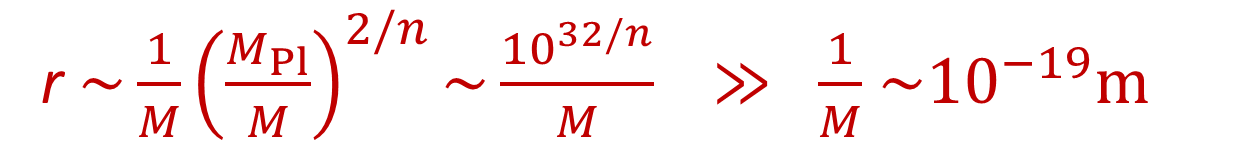 r ~ 1/M (M_Pl/M)^{2/n} ~ 10^{32/n}/M ≫ 1/M ~10^{−19}m